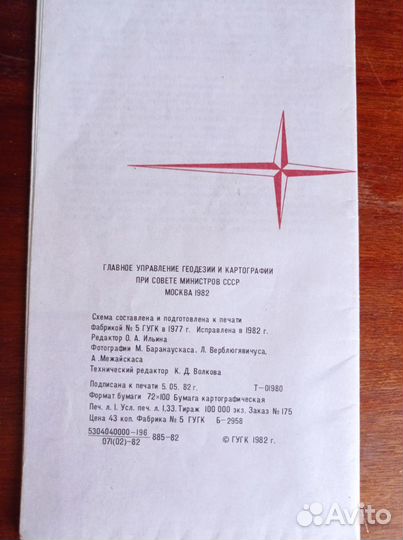 ГЛАВНОЕ УПРАВЛЕНИЕ ГЕОДЕЗИИ И КАРТОГРАФИИ
ПРИ СОВЕТЕ МИНИСТРОВ СССР
МОСКВА 1982
Схема составлена и подготовлена к печати
Фабрикой № 5 ГУГК в 1977 г. Исправлена в 1982 г.
Редактор О. А. Ильина
Фотографии М. Баранаускаса. Л. Верблюгявичуса,
А .Межайскаса
Технический редактор К. Д. Волкова
Подписана к печати 5. 05. 82 г. Т-01980
Формат бумаги 72×100 Бумага картографическая
Печ. л 1. Усл. печ. л 1,33. Тираж 100 000 экз. Заказ № 175
Цена 43 коп. Фабрика № 5 ГУГК Б-2958
5304040000-196
071(02)-82 885-82
© ГУГК 1982 г.
Avito